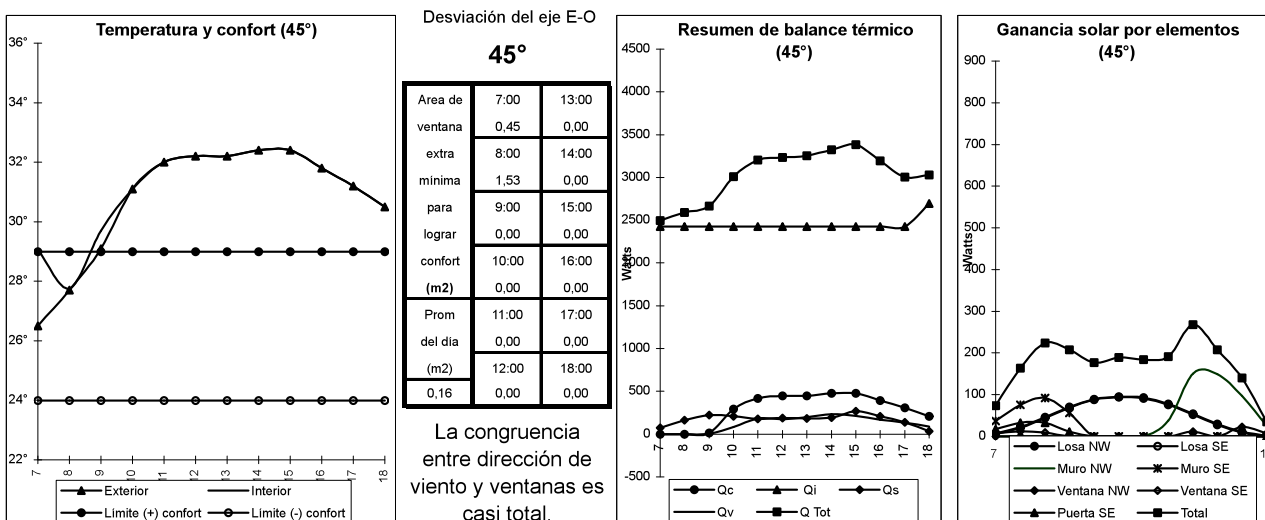 Temperatura y confort (45°)
36°
34°
32°
30°
28°
26°
24°
22°
7 8 9 10 11 12 13 14 15 16 17 18
Exterior Interior
Limite (+) confort Limite (-) confort
Desviación del eje E-O
45°
Area de 7:00 13:00
ventana 0,45 0,00
extra 8:00 14:00
minima 1,53 0,00
para 9:00 15:00
lograr 0,00 0,00
confort 10:00 16:00
(m2) 0,00 0,00
Prom 11:00 17:00
del dia 0,00 0,00
(m2) 12:00 18:00
0,16 0,00 0,00
La congruencia
entre dirección de
viento y ventanas es
casi total.
Resumen de balance térmico
(45°)
4500
4000
3500
3000
2500
2000
1500
1000
500
0
-500
Watts
7 8 9 10 11 12 13 14 15 16 17 18
Qc Qi Qs
Qv Q Tot
Ganancia solar por elementos
(45°)
900
800
700
600
500
400
300
200
100
0
Watts
7
Losa NW Losa SE
Muro NW Muro SE
Ventana NW Ventana SE
Puerta SE Total